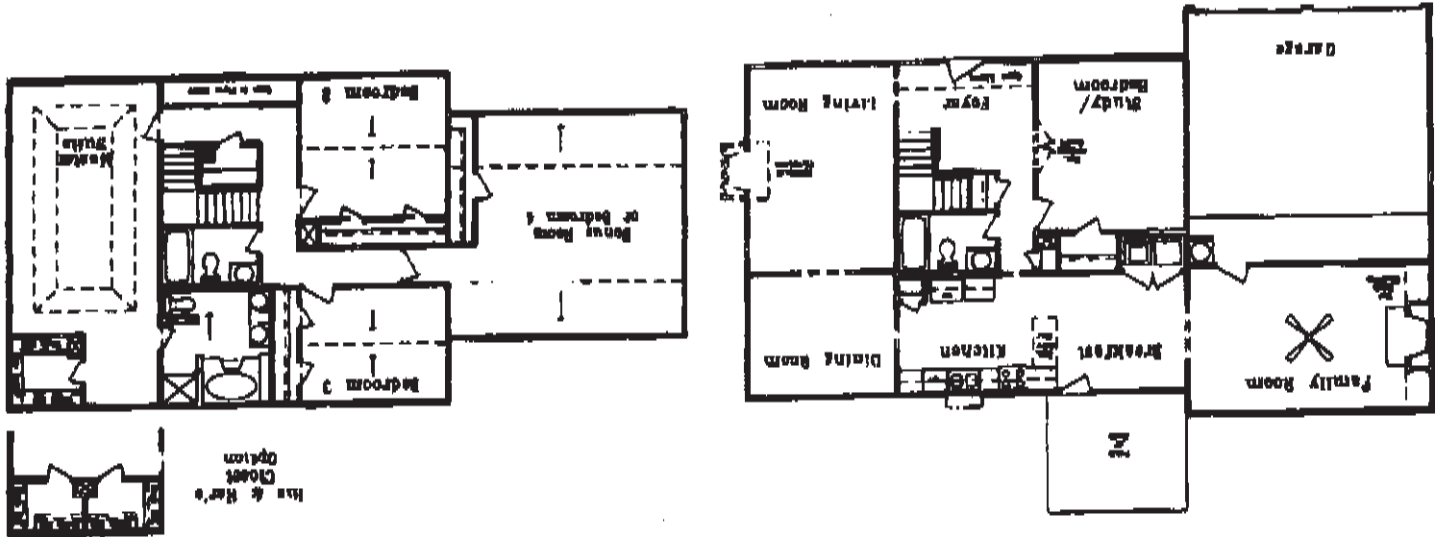 Family Room
Breakfast
Kitchen
Dining Room
Garage
Study/
Bedroom
Foyer
Living Room
His & Her's
Closet
Option
Bedroom 3
Bonus Room
or Bedroom 4
Bedroom 2
Master
Suite